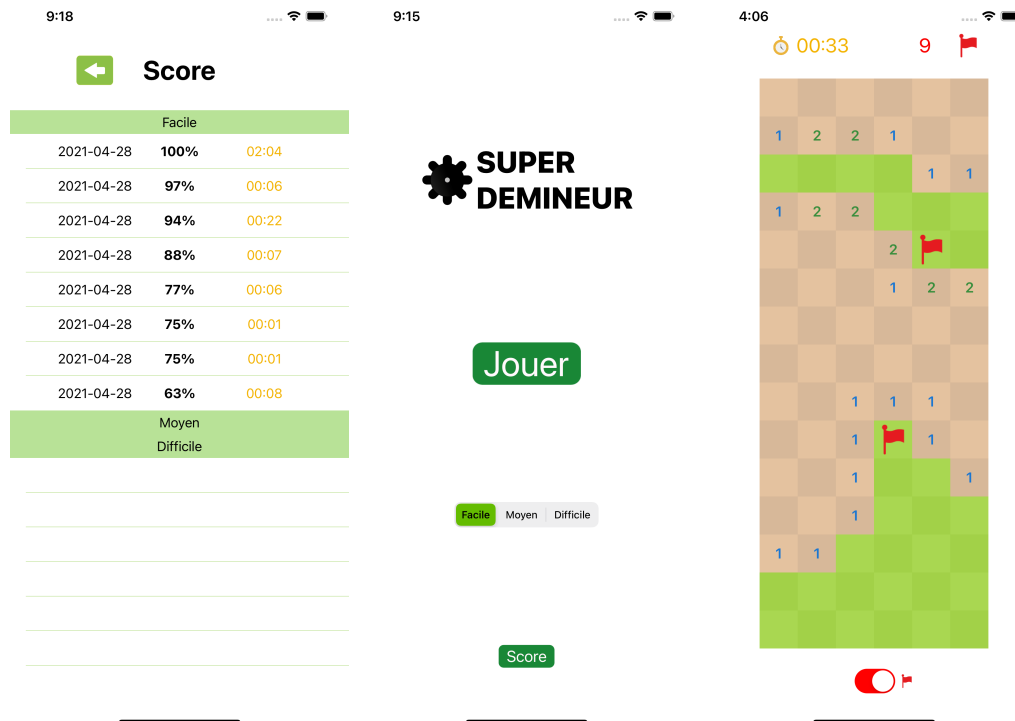 9:18
Score
Facile
2021-04-28 100% 02:04
2021-04-28 97% 00:06
2021-04-28 94% 00:22
2021-04-28 88% 00:07
2021-04-28 77% 00:06
2021-04-28 75% 00:01
2021-04-28 75% 00:01
2021-04-28 63% 00:08
Moyen
Difficile
9:15
SUPER
DEMINEUR
Jouer
Facile Moyen Difficile
Score
4:06
00:33 9
1 2 2 1
1 1
1 2 2
2
1 2 2
1 1 1
1 1
1 1
1
1 1